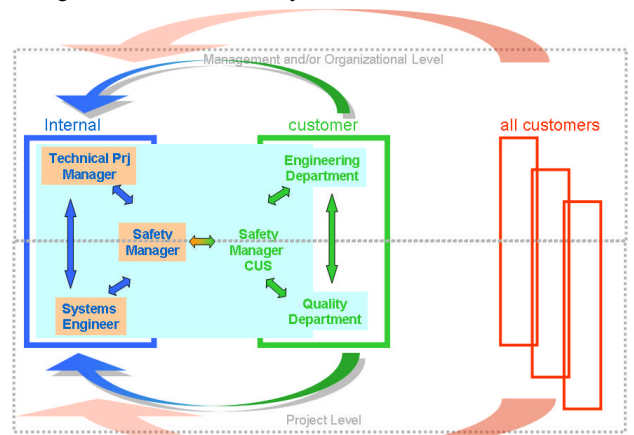 Management and/or Organizational Level
Internal
customer
all customers
Technical Prj
Manager
Engineering
Department
Safety
Manager
Safety
Manager
CUS
Systems
Engineer
Quality
Department
Project Level